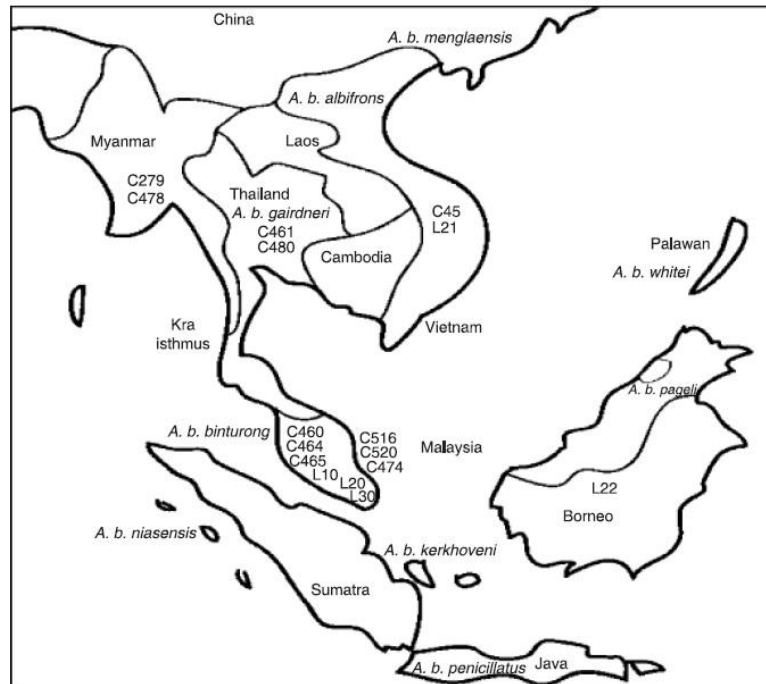 China
A. b. menglaensis
A. b. albifrons
Myanmar
Laos
C279
C478
Thailand
A. b. gairdneri
C461
C480
C45
L21
Cambodia
Palawan
A. b. whitei
Kra
isthmus
Vietnam
A. b. pageli
A. b. binturong
C460
C464
C465
L10
L20
L30
C516
C520
C474
Malaysia
L22
Borneo
A. b. niasensis
A. b. kerkhoveni
Sumatra
A. b. penicillatus
Java